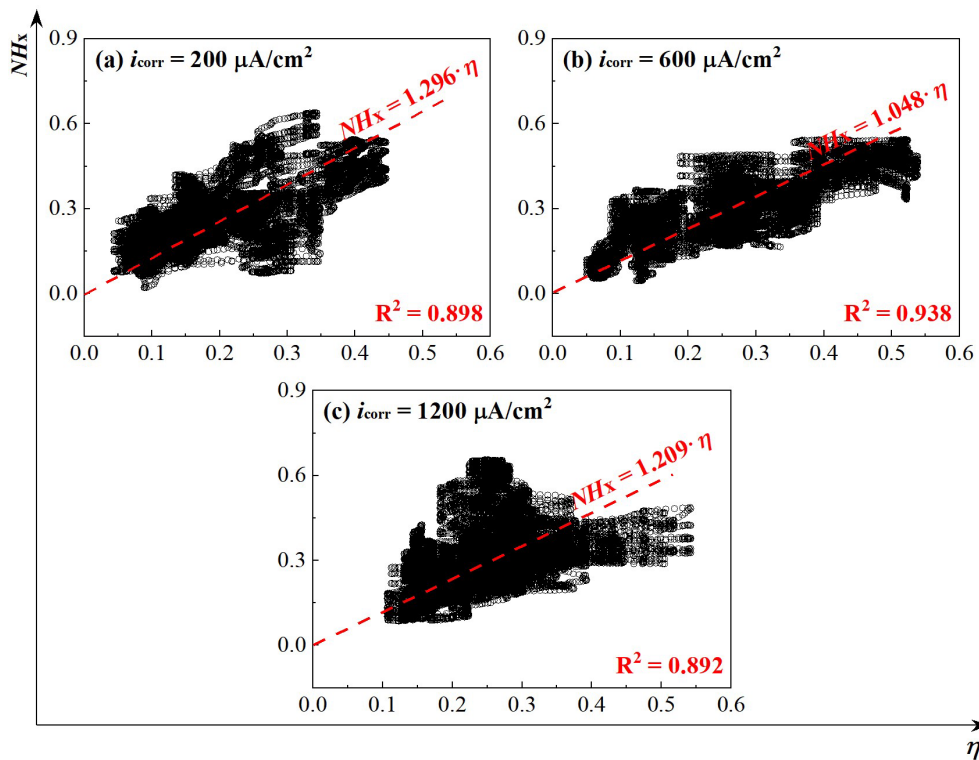 NHx
(a) icorr = 200 μA/cm²
NHx = 1.296· η
R² = 0.898
0.9
0.6
0.3
0.0
0.0 0.1 0.2 0.3 0.4 0.5 0.6
(b) icorr = 600 μA/cm²
NHx = 1.048· η
R² = 0.938
0.9
0.6
0.3
0.0
0.0 0.1 0.2 0.3 0.4 0.5 0.6
(c) icorr = 1200 μA/cm²
NHx = 1.209· η
R² = 0.892
0.9
0.6
0.3
0.0
0.0 0.1 0.2 0.3 0.4 0.5 0.6
η